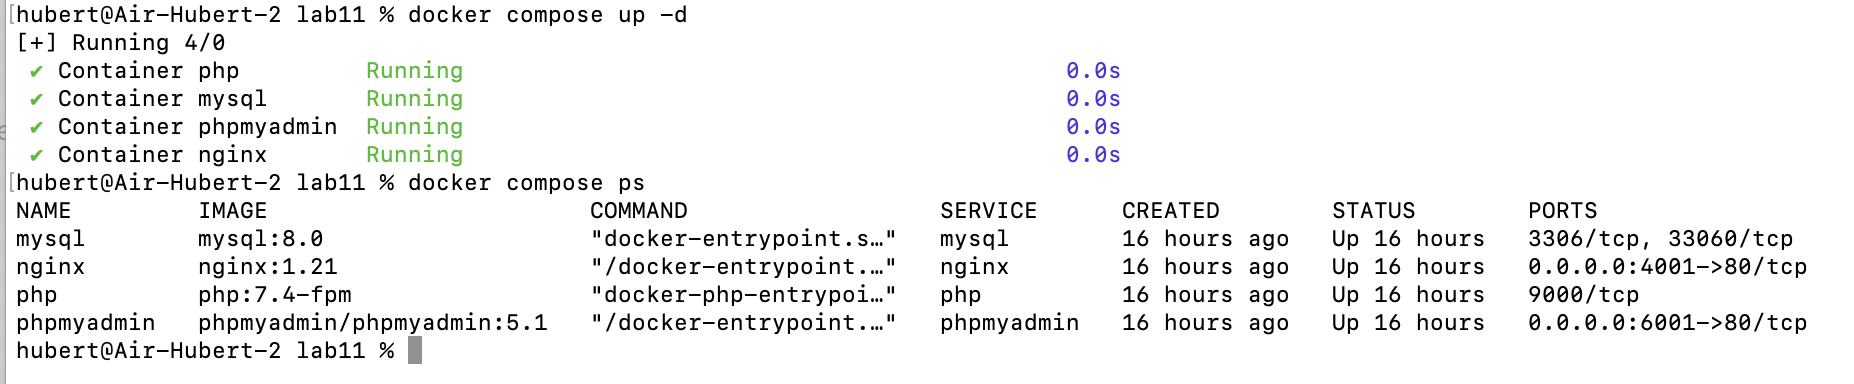 [hubert@Air-Hubert-2 lab11 % docker compose up -d
[+] Running 4/0
✔ Container php Running 0.0s
✔ Container mysql Running 0.0s
✔ Container phpmyadmin Running 0.0s
✔ Container nginx Running 0.0s
[hubert@Air-Hubert-2 lab11 % docker compose ps
NAME IMAGE COMMAND SERVICE CREATED STATUS PORTS
mysql mysql:8.0 "docker-entrypoint.s…" mysql 16 hours ago Up 16 hours 3306/tcp, 33060/tcp
nginx nginx:1.21 "/docker-entrypoint.…" nginx 16 hours ago Up 16 hours 0.0.0.0:4001->80/tcp
php php:7.4-fpm "docker-php-entrypoi…" php 16 hours ago Up 16 hours 9000/tcp
phpmyadmin phpmyadmin/phpmyadmin:5.1 "/docker-entrypoint.…" phpmyadmin 16 hours ago Up 16 hours 0.0.0.0:6001->80/tcp
hubert@Air-Hubert-2 lab11 %